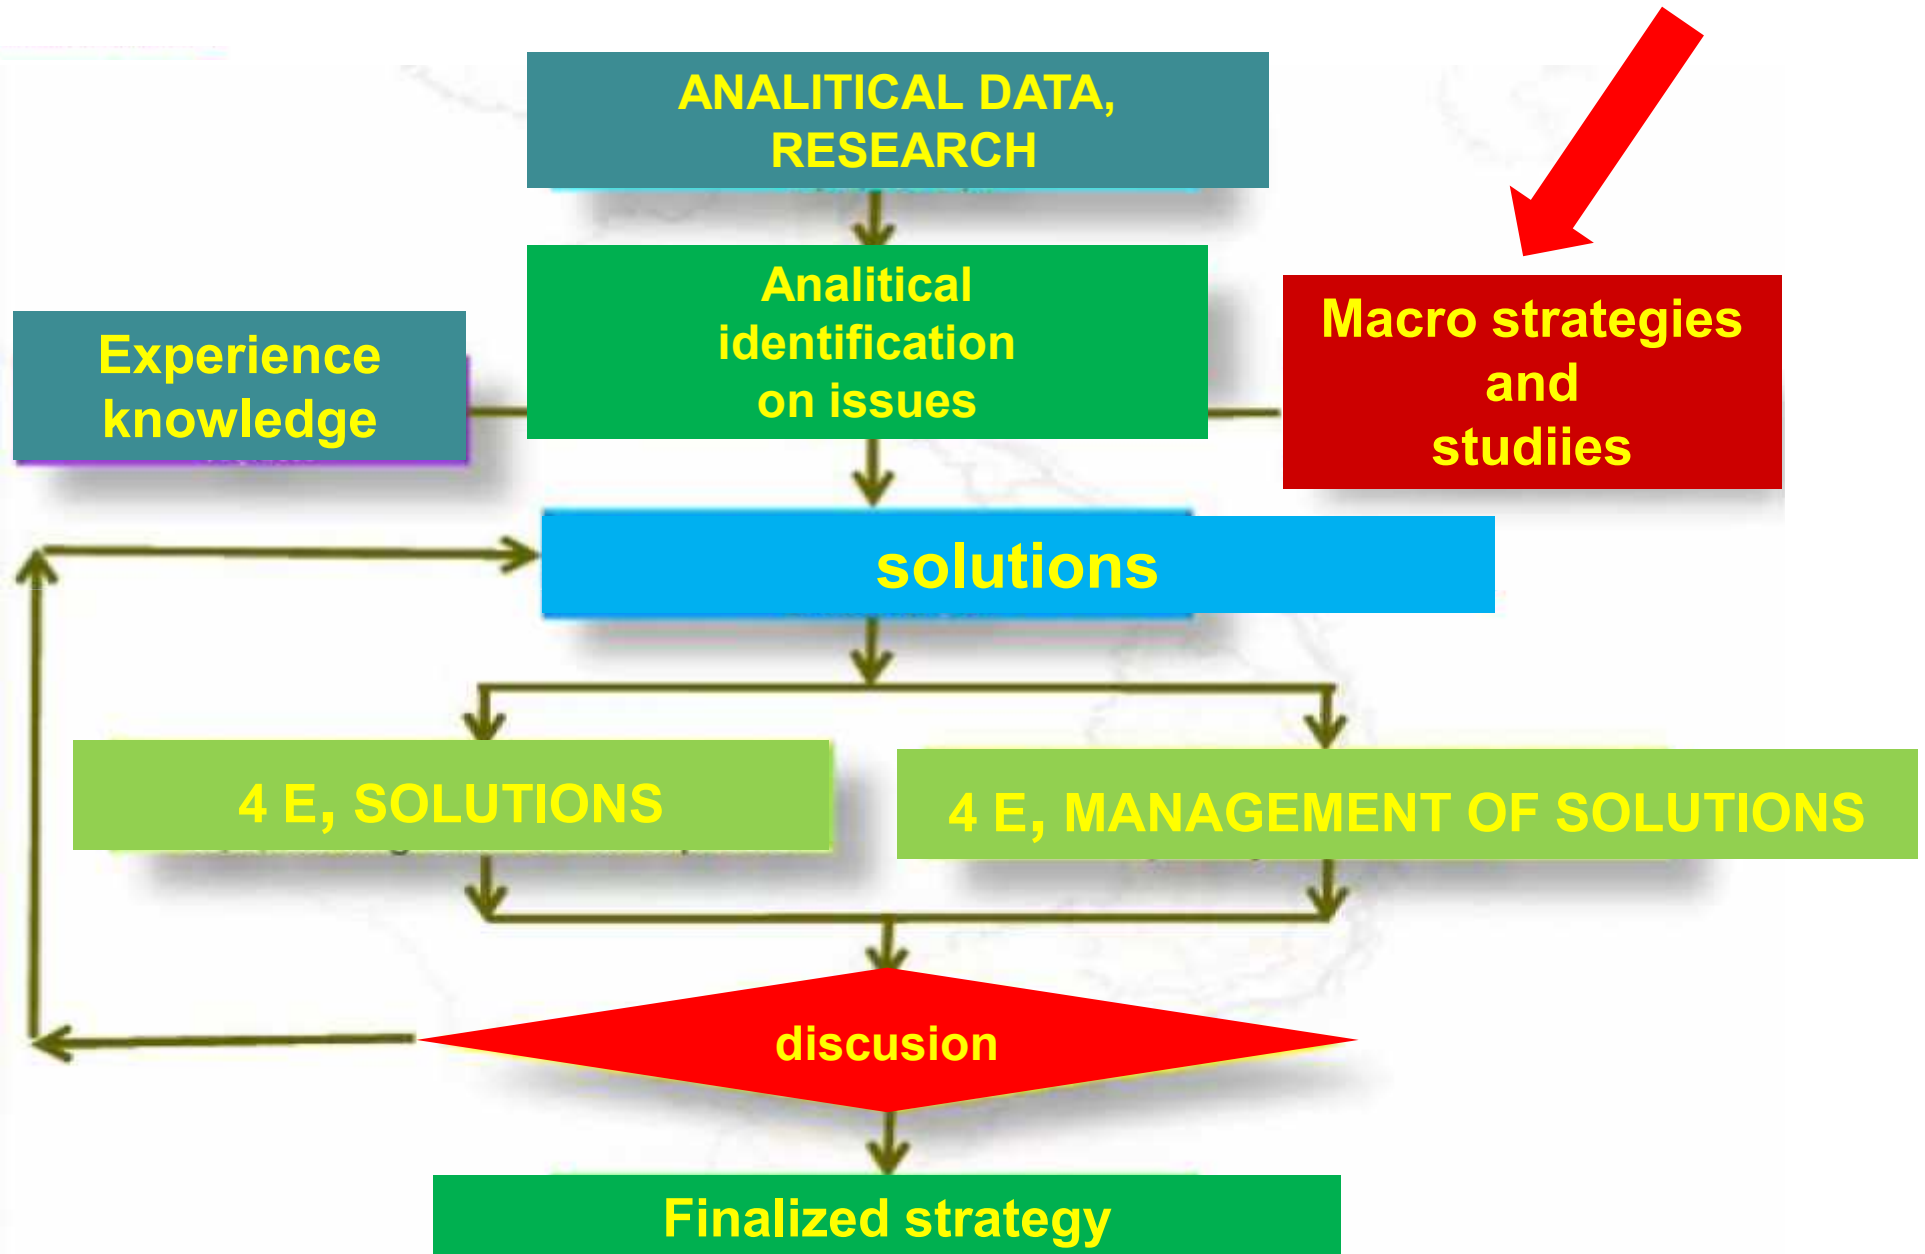 ANALITICAL DATA,
RESEARCH
Analitical
identification
on issues
Experience
knowledge
Macro strategies
and
studiies
solutions
4 E, SOLUTIONS
4 E, MANAGEMENT OF SOLUTIONS
discusion
Finalized strategy